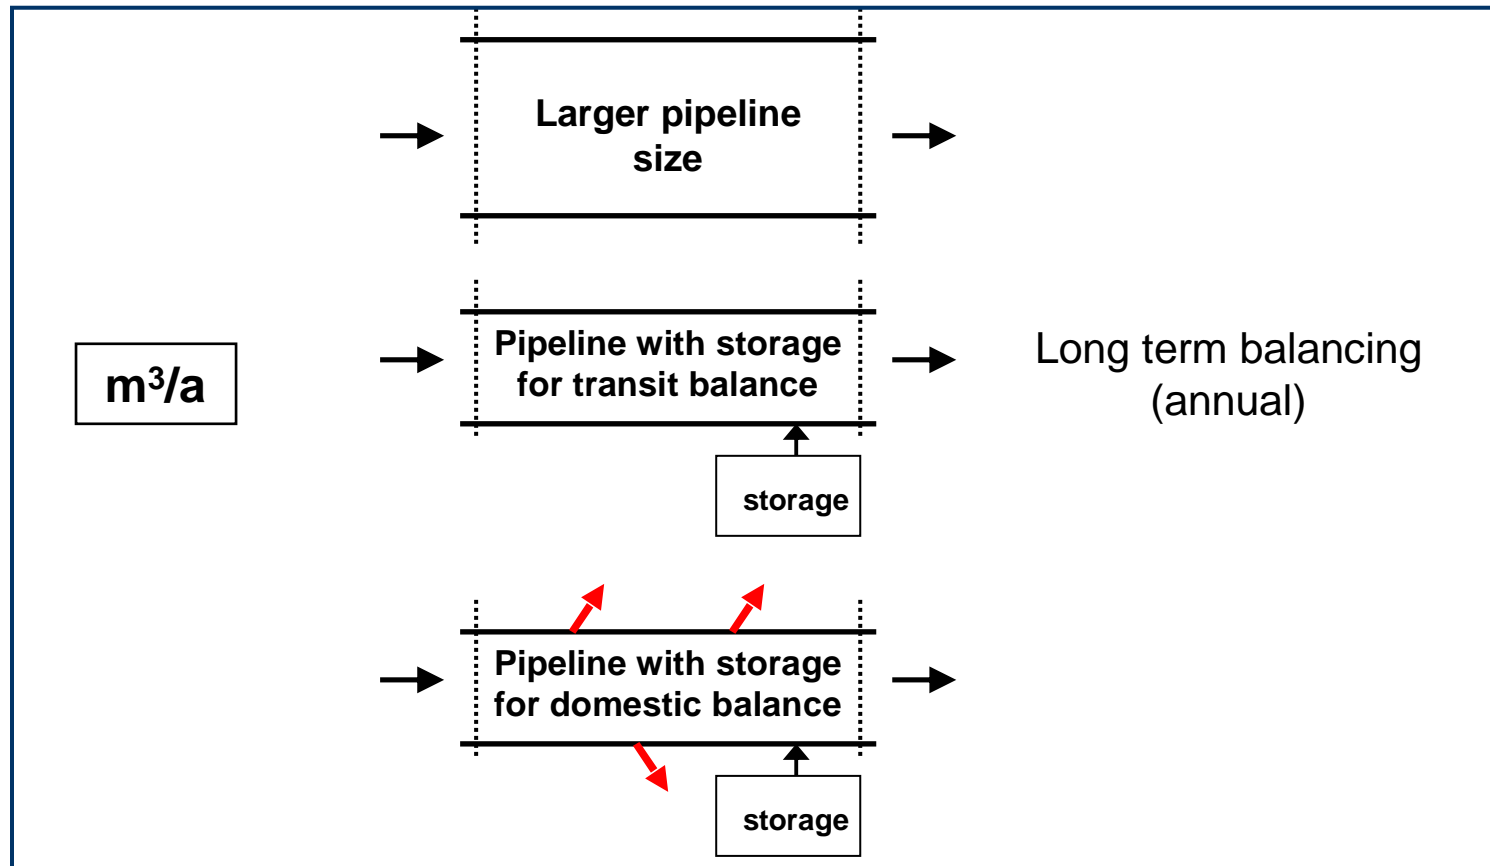 Larger pipeline
size
m³/a
Pipeline with storage
for transit balance
storage
Long term balancing
(annual)
Pipeline with storage
for domestic balance
storage